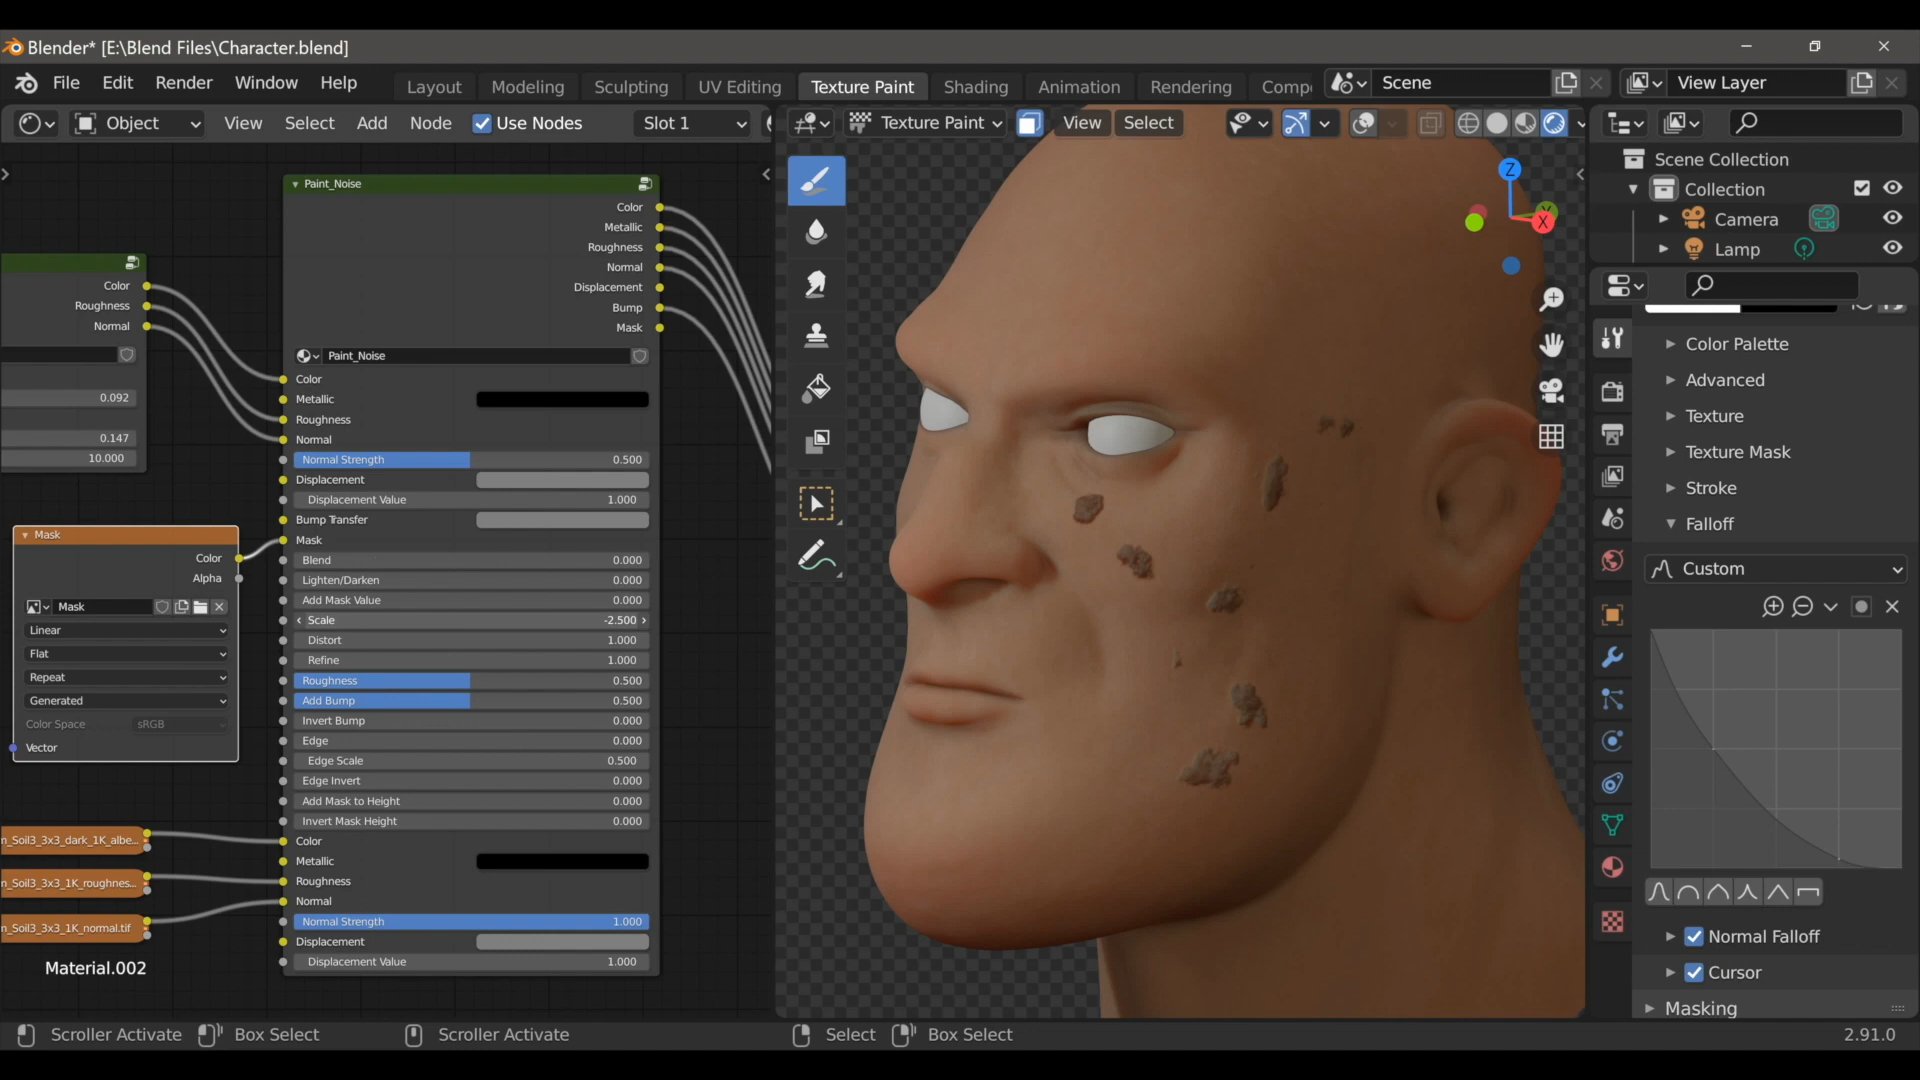 Blender* [E:\Blend Files\Character.blend]
File Edit Render Window Help
Layout Modeling Sculpting UV Editing Texture Paint Shading Animation Rendering Comp
Scene
View Layer
Object View Select Add Node Use Nodes Slot 1
Texture Paint View Select
Scene Collection
Collection
Camera
Lamp
Color
Roughness
Normal
0.092
0.147
10.000
Mask
Color
Alpha
Mask
Linear
Flat
Repeat
Generated
Color Space sRGB
Vector
n_Soil3_3x3_dark_1K_albe...
n_Soil3_3x3_1K_roughnes...
n_Soil3_3x3_1K_normal.tif
Material.002
Paint_Noise
Color
Metallic
Roughness
Normal
Displacement
Bump
Mask
Paint_Noise
Color
Metallic
Roughness
Normal
Normal Strength 0.500
Displacement
Displacement Value 1.000
Bump Transfer
Mask
Blend 0.000
Lighten/Darken 0.000
Add Mask Value 0.000
Scale -2.500
Distort 1.000
Refine 1.000
Roughness 0.500
Add Bump 0.500
Invert Bump 0.000
Edge 0.000
Edge Scale 0.500
Edge Invert 0.000
Add Mask to Height 0.000
Invert Mask Height 0.000
Color
Metallic
Roughness
Normal
Normal Strength 1.000
Displacement
Displacement Value 1.000
Z
Y
X
Color Palette
Advanced
Texture
Texture Mask
Stroke
Falloff
Custom
Normal Falloff
Cursor
Masking
Scroller Activate Box Select Scroller Activate Select Box Select 2.91.0